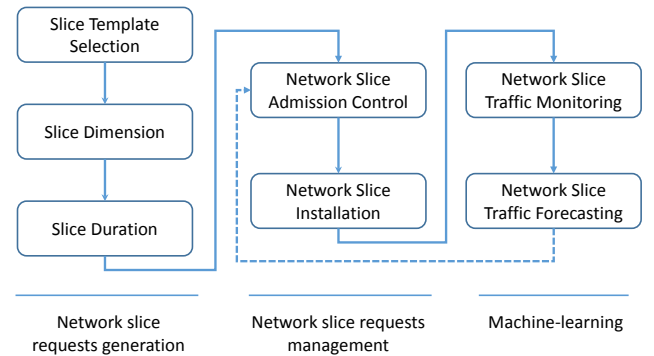 Slice Template
Selection
Slice Dimension
Slice Duration
Network Slice
Admission Control
Network Slice
Installation
Network Slice
Traffic Monitoring
Network Slice
Traffic Forecasting
Network slice
requests generation
Network slice requests
management
Machine-learning